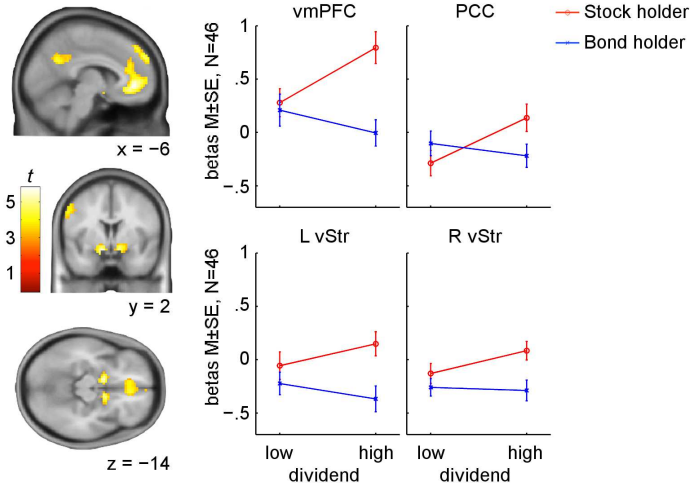 vmPFC
PCC
Stock holder
Bond holder
betas M±SE, N=46
1
.5
0
−.5
x = −6
t
5
3
1
y = 2
L vStr
R vStr
betas M±SE, N=46
1
.5
0
−.5
z = −14
low
high
low
high
dividend
dividend